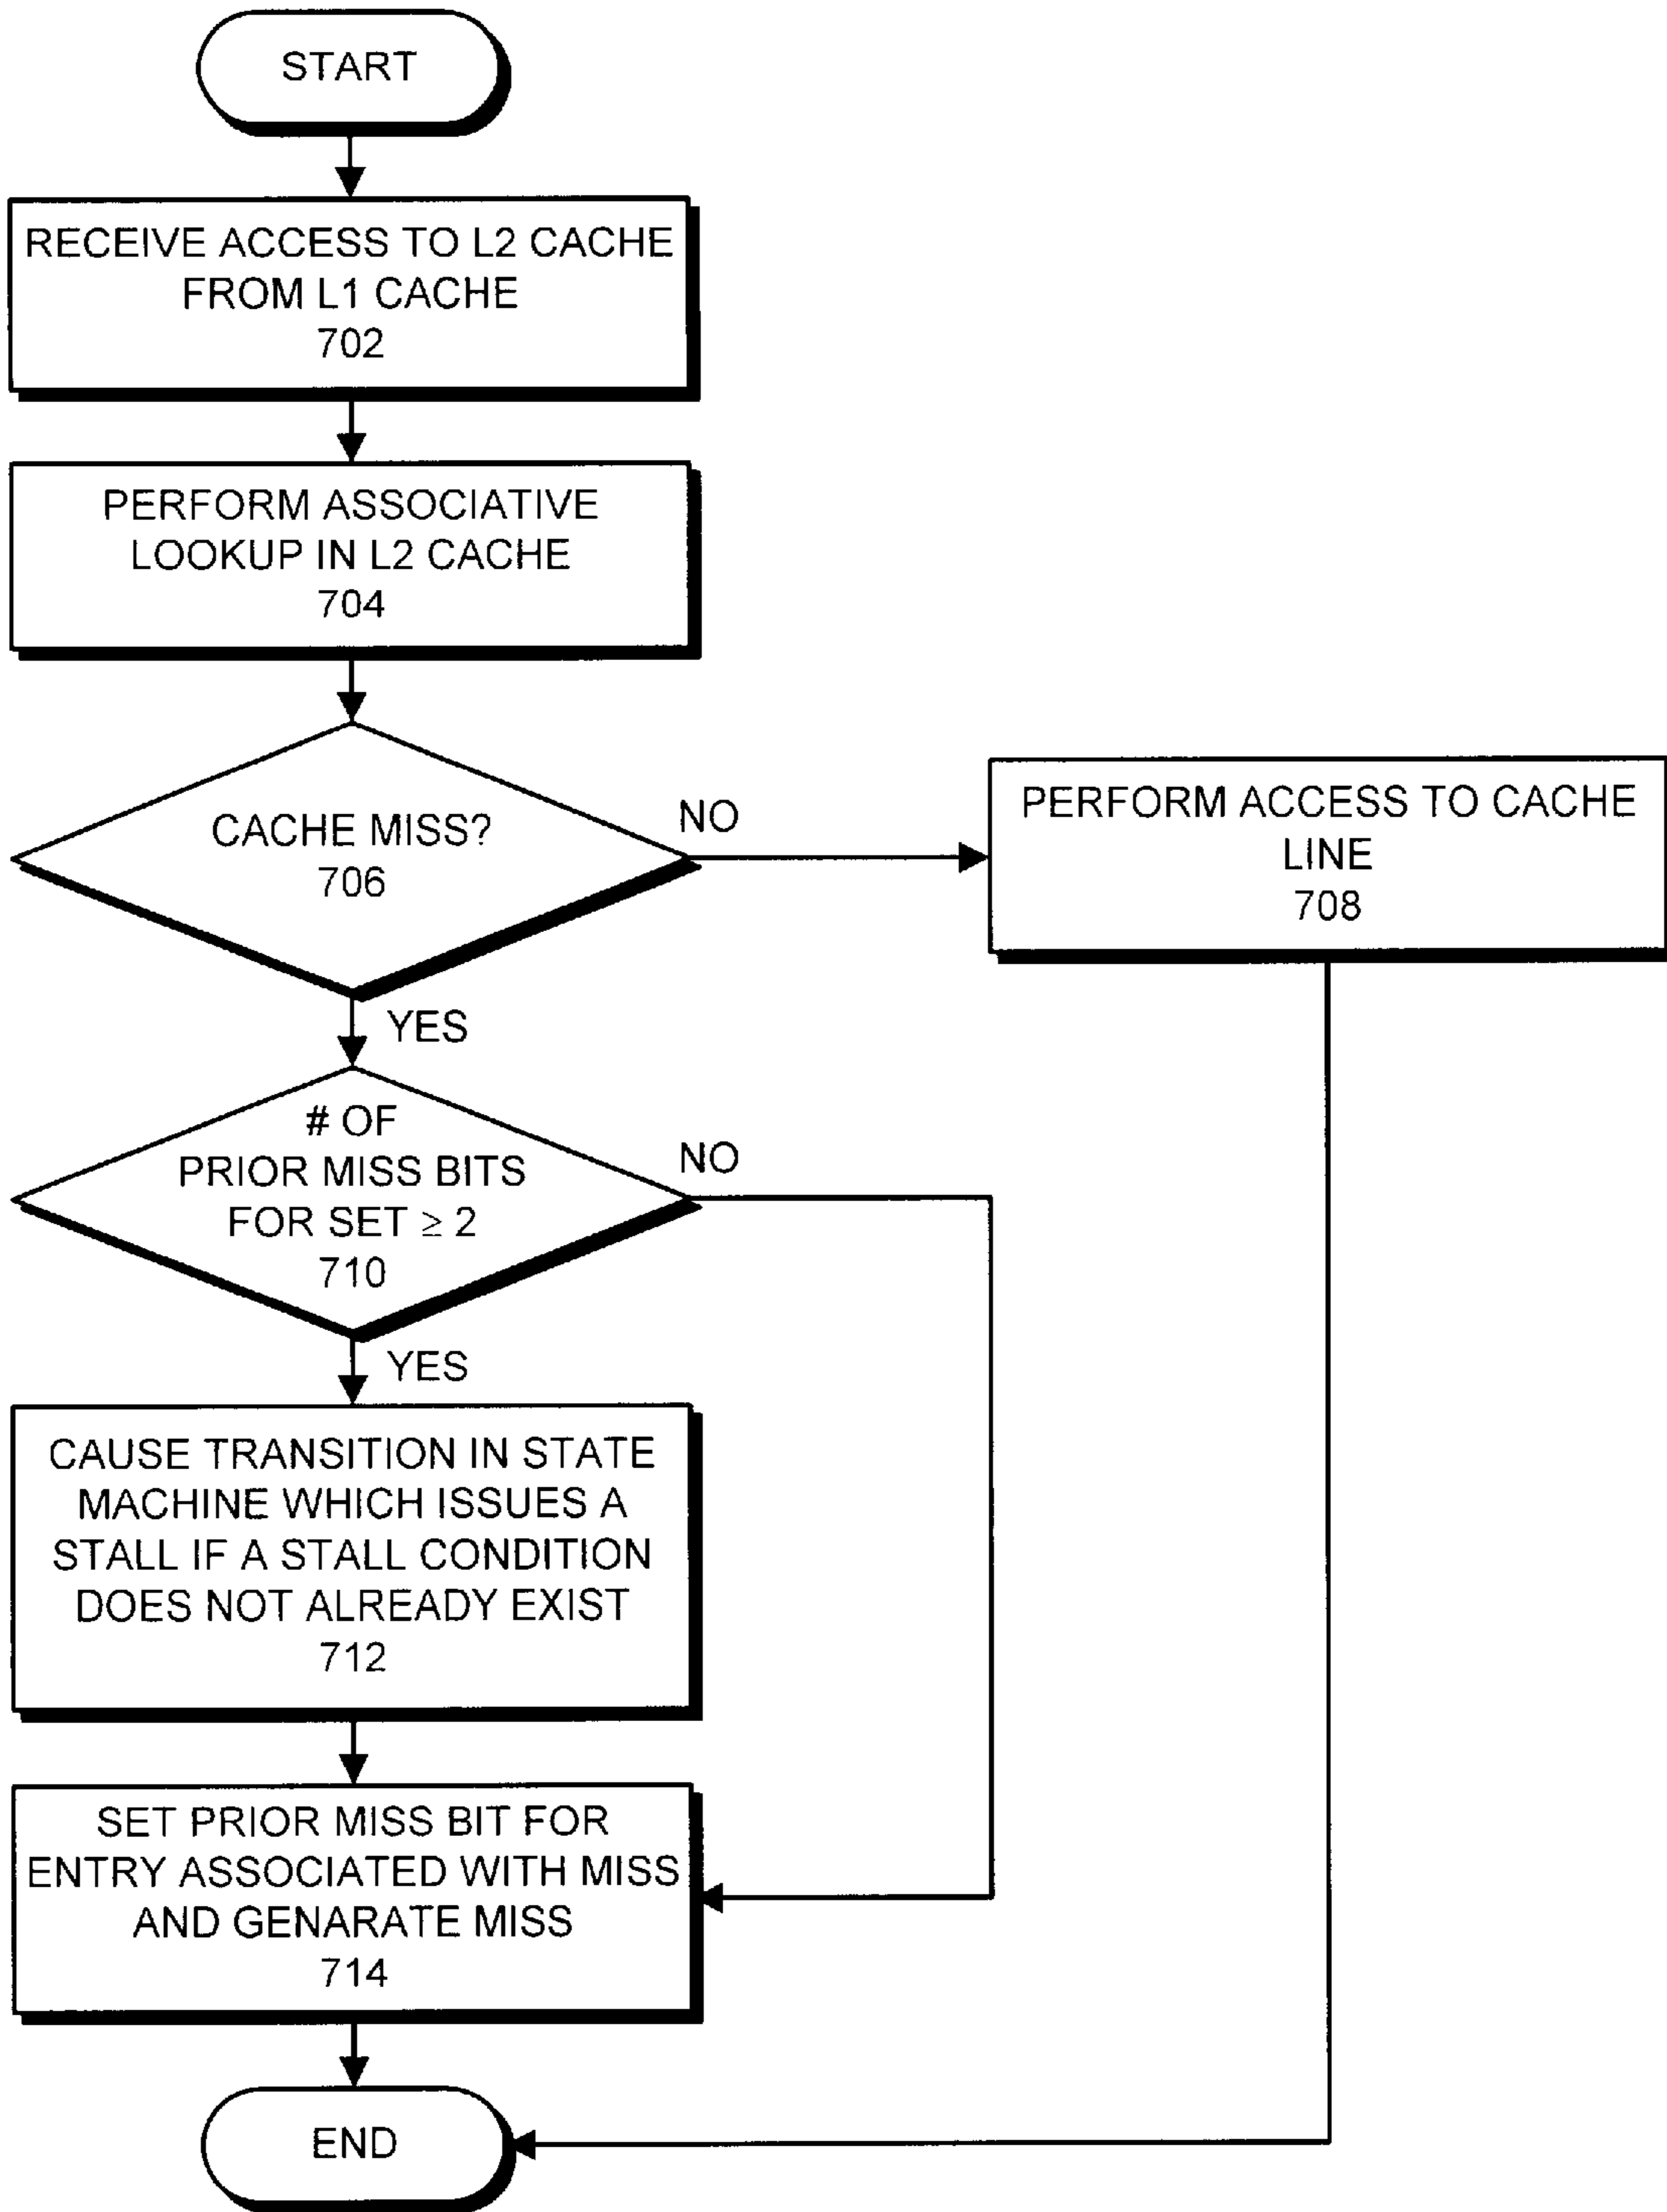 START
RECEIVE ACCESS TO L2 CACHE
FROM L1 CACHE
702
PERFORM ASSOCIATIVE
LOOKUP IN L2 CACHE
704
CACHE MISS?
706
NO
PERFORM ACCESS TO CACHE
LINE
708
YES
# OF
PRIOR MISS BITS
FOR SET ≥ 2
710
NO
YES
CAUSE TRANSITION IN STATE
MACHINE WHICH ISSUES A
STALL IF A STALL CONDITION
DOES NOT ALREADY EXIST
712
SET PRIOR MISS BIT FOR
ENTRY ASSOCIATED WITH MISS
AND GENARATE MISS
714
END